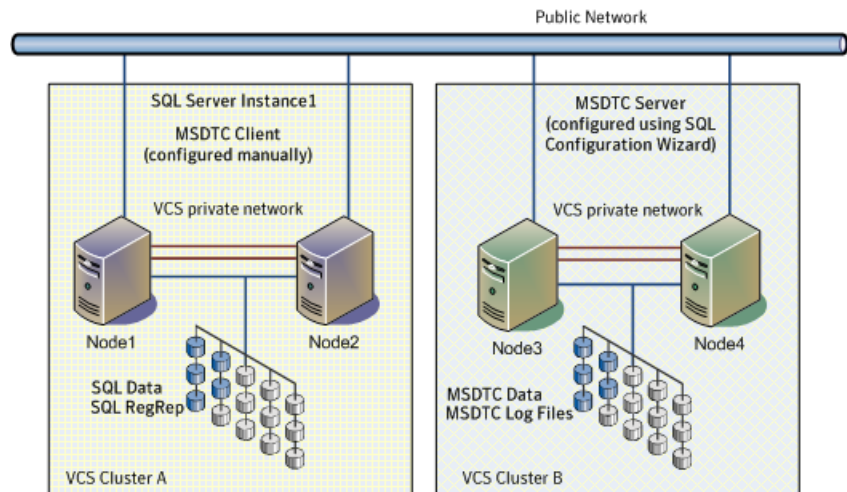 Public Network
SQL Server Instance1
MSDTC Client
(configured manually)
VCS private network
Node1
Node2
SQL Data
SQL RegRep
VCS Cluster A
MSDTC Server
(configured using SQL
Configuration Wizard)
VCS private network
Node3
Node4
MSDTC Data
MSDTC Log Files
VCS Cluster B